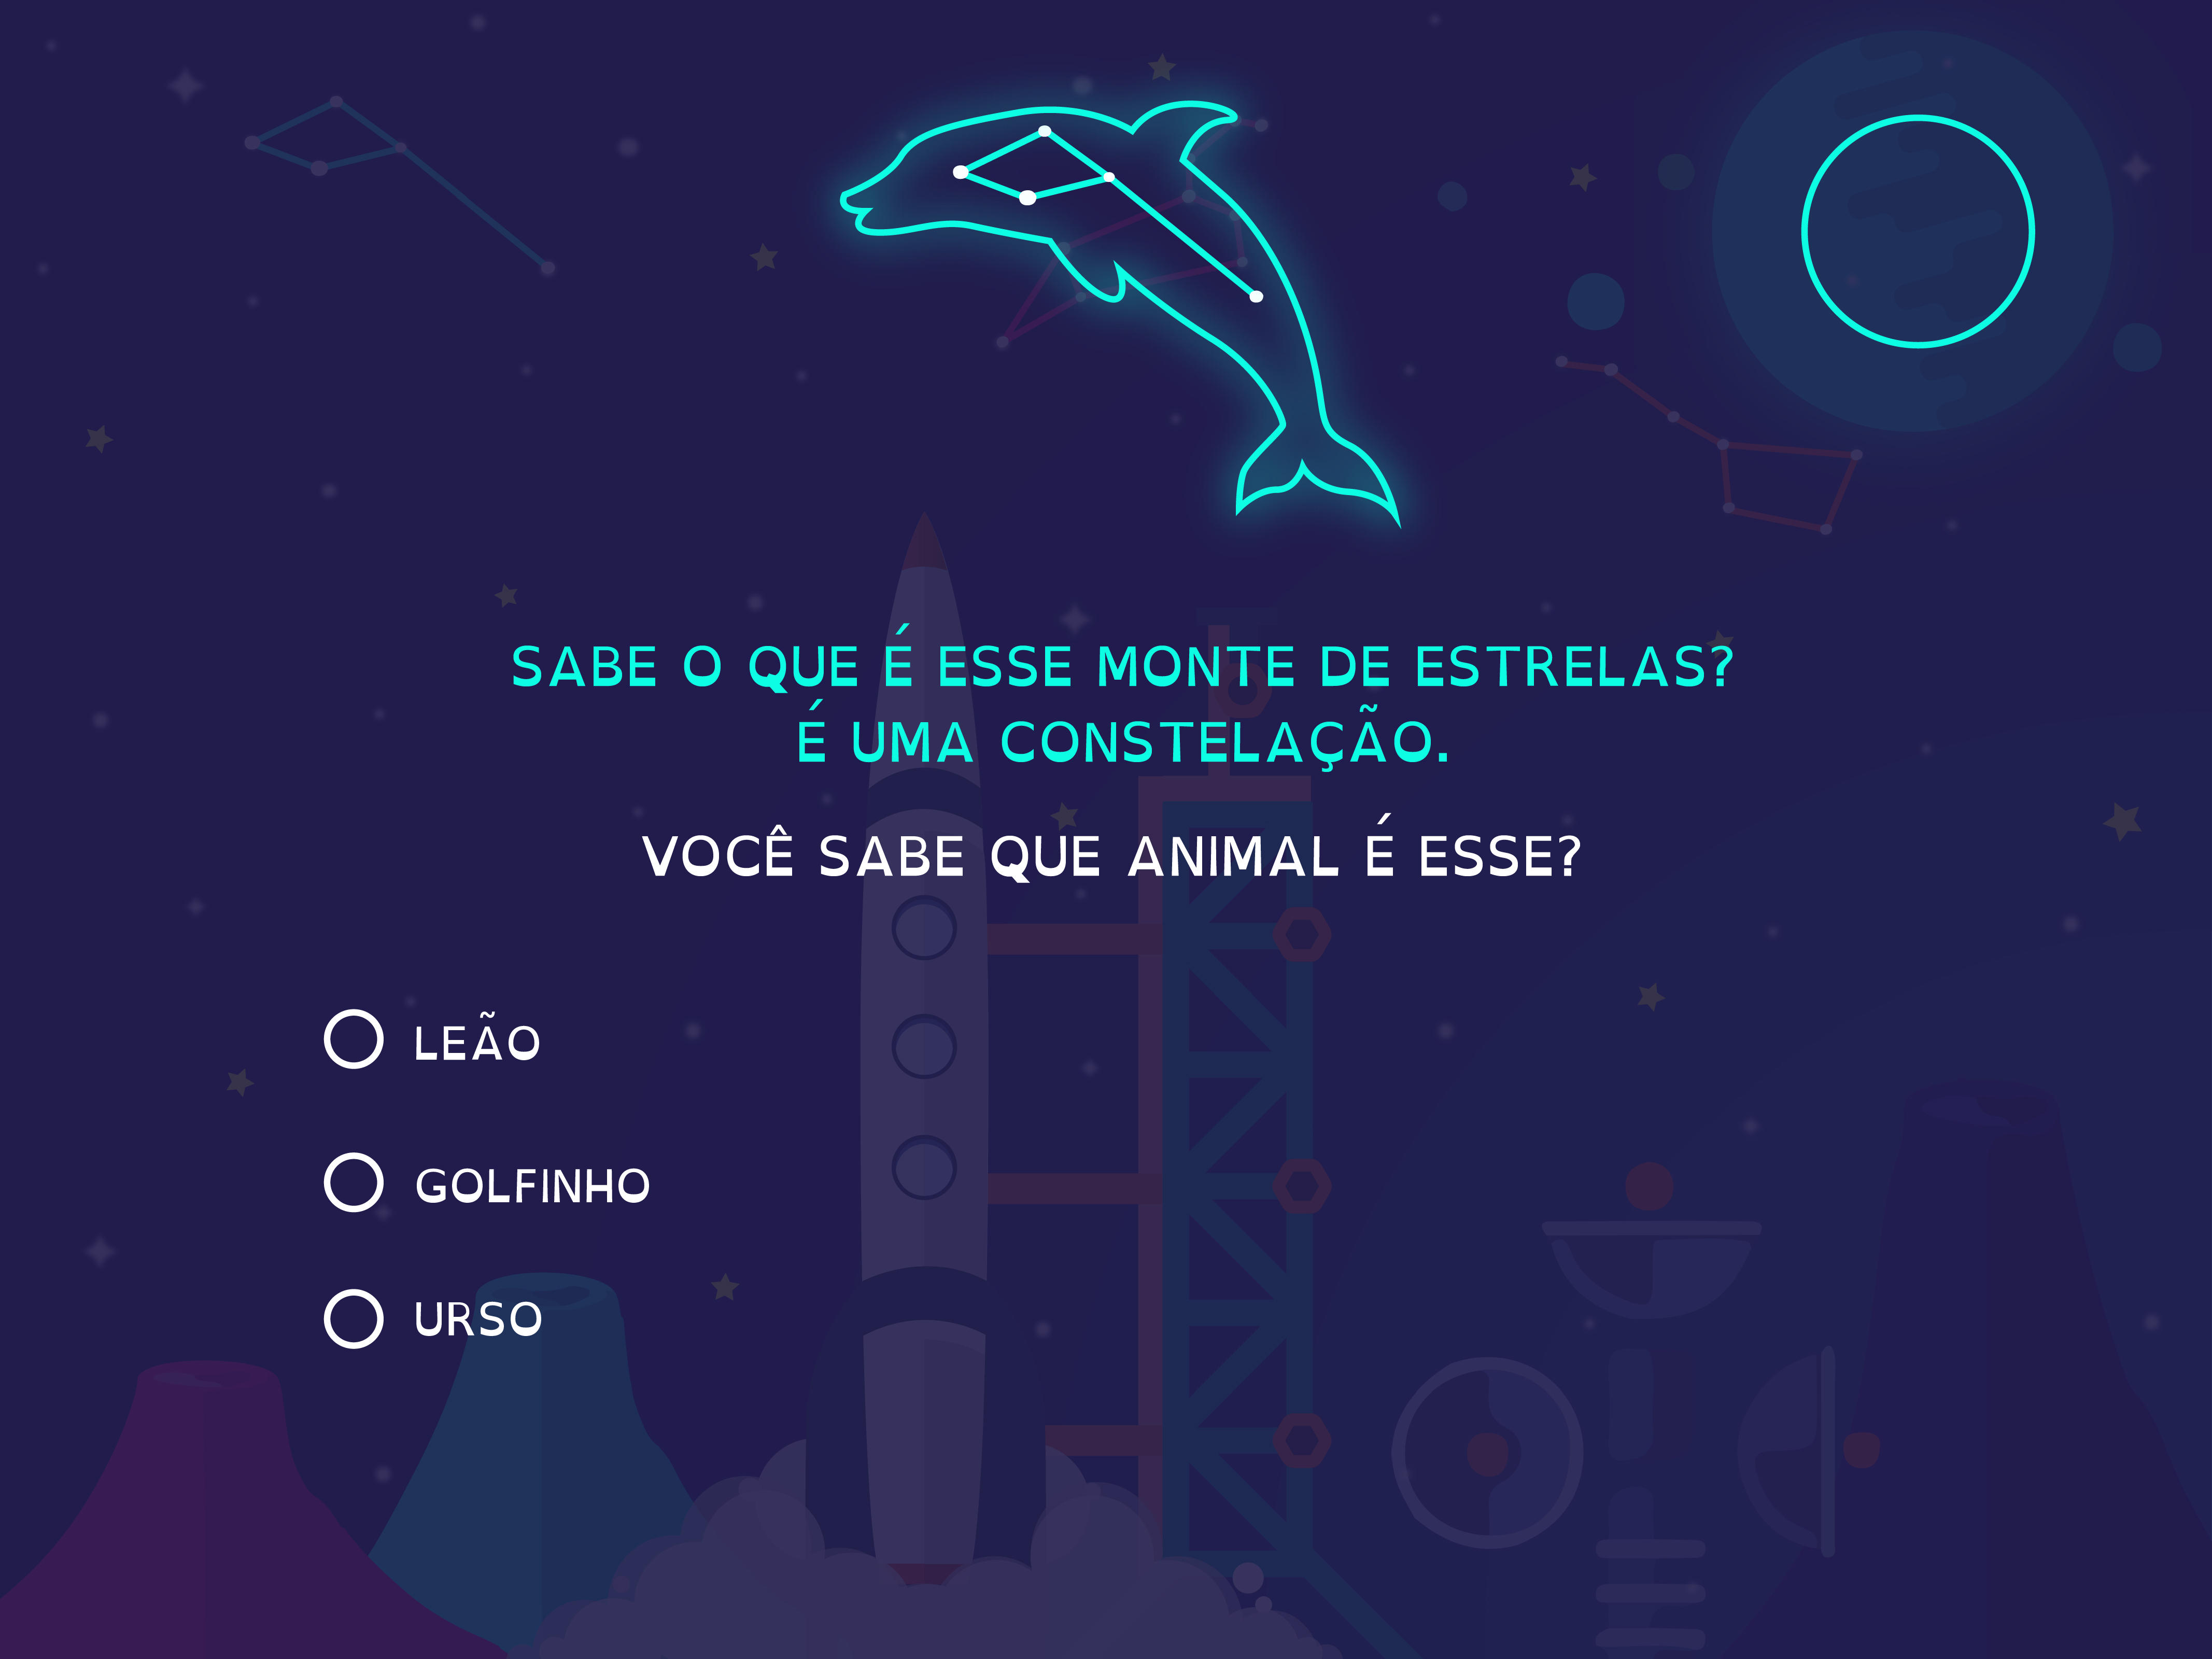 SABE O QUE É ESSE MONTE DE ESTRELAS?
É UMA CONSTELAÇÃO.
VOCÊ SABE QUE ANIMAL É ESSE?
LEÃO
GOLFINHO
URSO